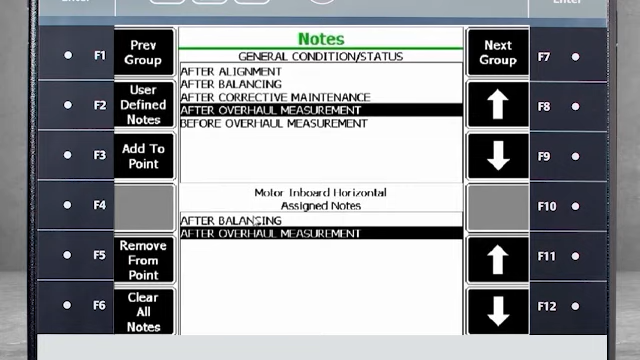 Enter
Enter
Notes
GENERAL CONDITION/STATUS
AFTER ALIGNMENT
AFTER BALANCING
AFTER CORRECTIVE MAINTENANCE
AFTER OVERHAUL MEASUREMENT
BEFORE OVERHAUL MEASUREMENT
Motor Inboard Horizontal
Assigned Notes
AFTER BALANSING
AFTER OVERHAUL MEASUREMENT
F1
Prev
Group
F2
User
Defined
Notes
F3
Add To
Point
F4
F5
Remove
From
Point
F6
Clear
All
Notes
Next
Group
F7
F8
F9
F10
F11
F12